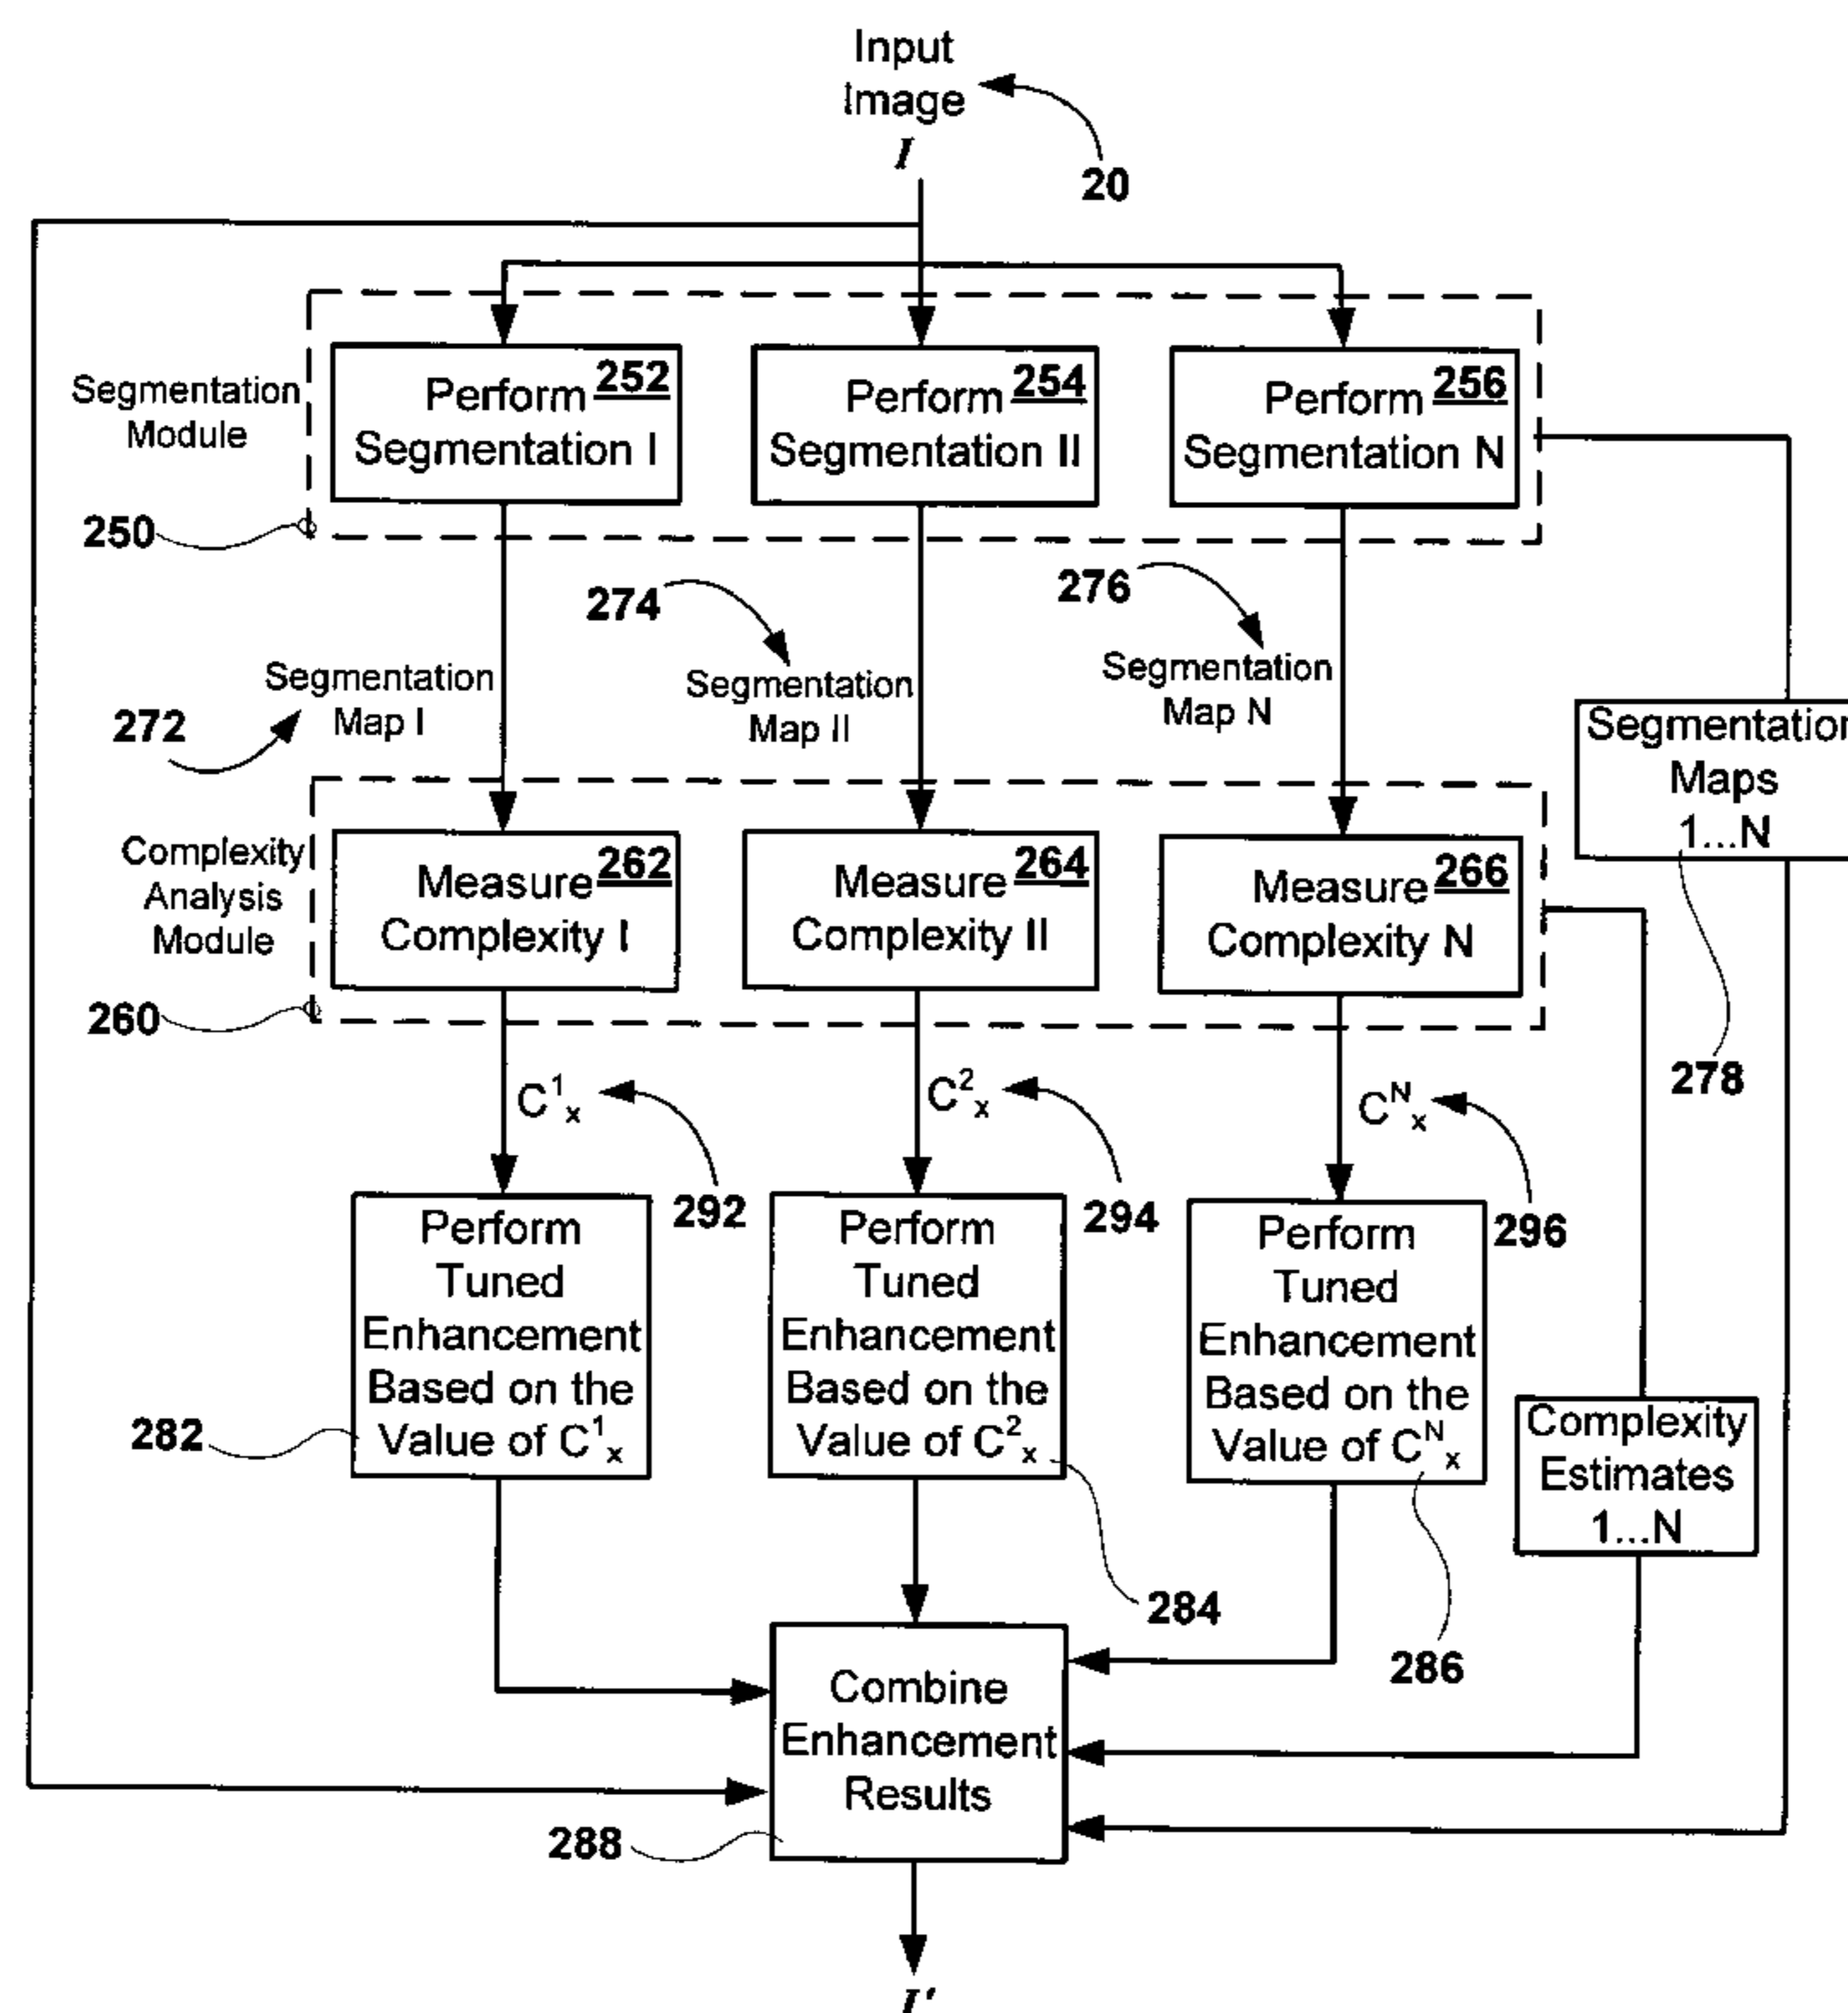 Input
Image
I
20
Segmentation
Module
250
Perform 252
Segmentation I
Perform 254
Segmentation II
Perform 256
Segmentation N
272
Segmentation
Map I
274
Segmentation
Map II
276
Segmentation
Map N
Segmentation
Maps
1...N
278
Complexity
Analysis
Module
260
Measure 262
Complexity I
Measure 264
Complexity II
Measure 266
Complexity N
C¹ₓ
292
C²ₓ
294
Cᴺₓ
296
Perform
Tuned
Enhancement
Based on the
Value of C¹ₓ
282
Perform
Tuned
Enhancement
Based on the
Value of C²ₓ
284
Perform
Tuned
Enhancement
Based on the
Value of Cᴺₓ
286
Complexity
Estimates
1...N
Combine
Enhancement
Results
288
I'